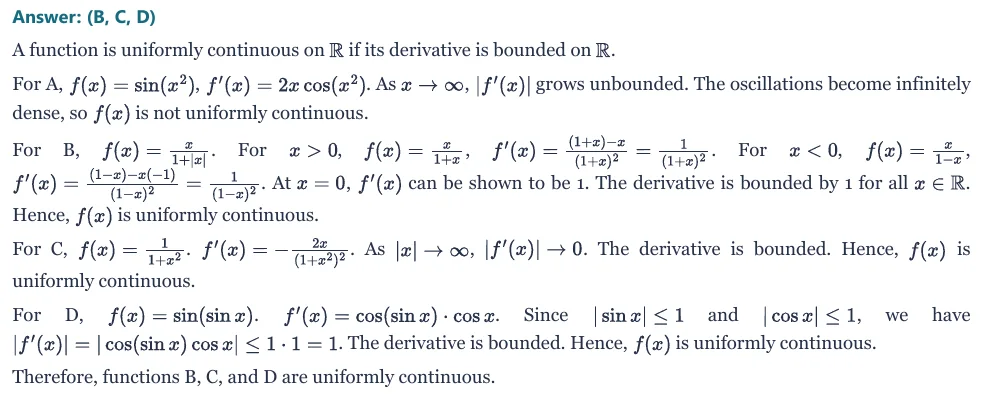 Answer: (B, C, D)
A function is uniformly continuous on ℝ if its derivative is bounded on ℝ.
For A, f(x) = sin(x²), f′(x) = 2x cos(x²). As x → ∞, |f′(x)| grows unbounded. The oscillations become infinitely
dense, so f(x) is not uniformly continuous.
For B, f(x) = x/(1+|x|). For x > 0, f(x) = x/(1+x), f′(x) = ((1+x)−x)/(1+x)² = 1/(1+x)². For x < 0, f(x) = x/(1−x),
f′(x) = ((1−x)−x(−1))/(1−x)² = 1/(1−x)². At x = 0, f′(x) can be shown to be 1. The derivative is bounded by 1 for all x ∈ ℝ.
Hence, f(x) is uniformly continuous.
For C, f(x) = 1/(1+x²). f′(x) = −2x/(1+x²)². As |x| → ∞, |f′(x)| → 0. The derivative is bounded. Hence, f(x) is
uniformly continuous.
For D, f(x) = sin(sin x). f′(x) = cos(sin x) · cos x. Since |sin x| ≤ 1 and |cos x| ≤ 1, we have
|f′(x)| = |cos(sin x) cos x| ≤ 1 · 1 = 1. The derivative is bounded. Hence, f(x) is uniformly continuous.
Therefore, functions B, C, and D are uniformly continuous.